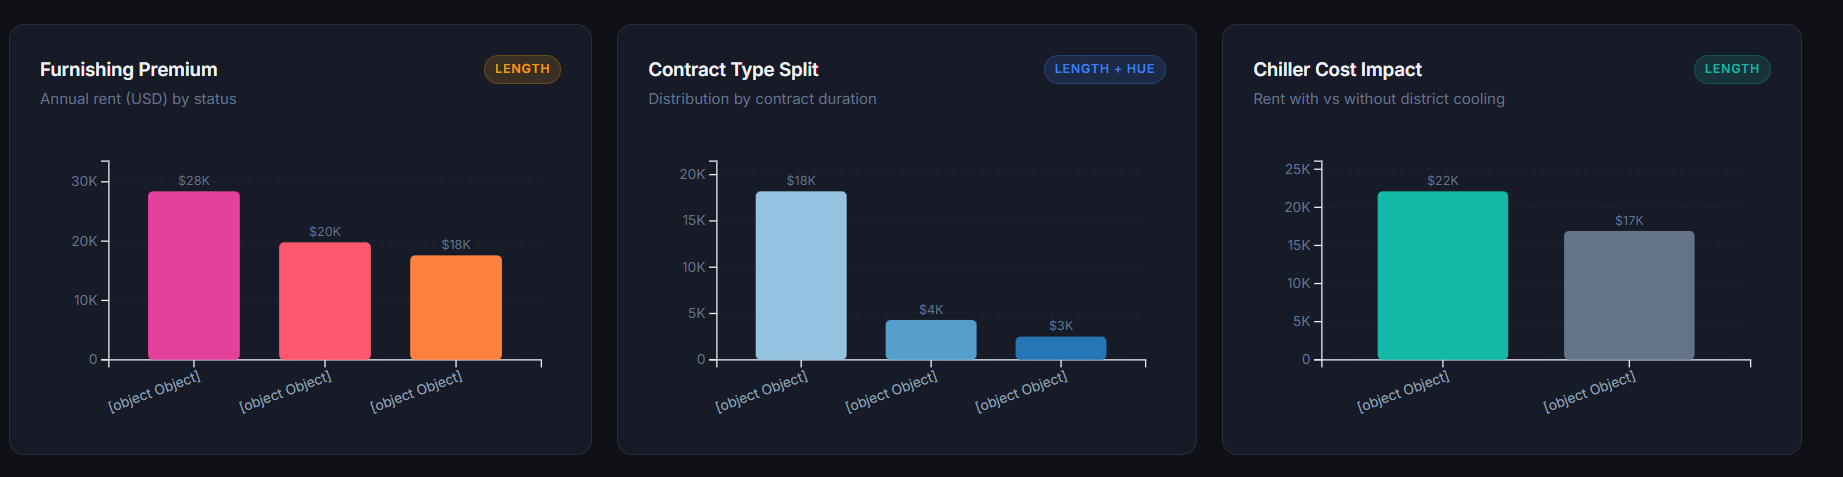 Furnishing Premium
LENGTH
Annual rent (USD) by status
30K
20K
10K
0
$28K
$20K
$18K
[object Object]
[object Object]
[object Object]
Contract Type Split
LENGTH + HUE
Distribution by contract duration
20K
15K
10K
5K
0
$18K
$4K
$3K
[object Object]
[object Object]
[object Object]
Chiller Cost Impact
LENGTH
Rent with vs without district cooling
25K
20K
15K
10K
5K
0
$22K
$17K
[object Object]
[object Object]